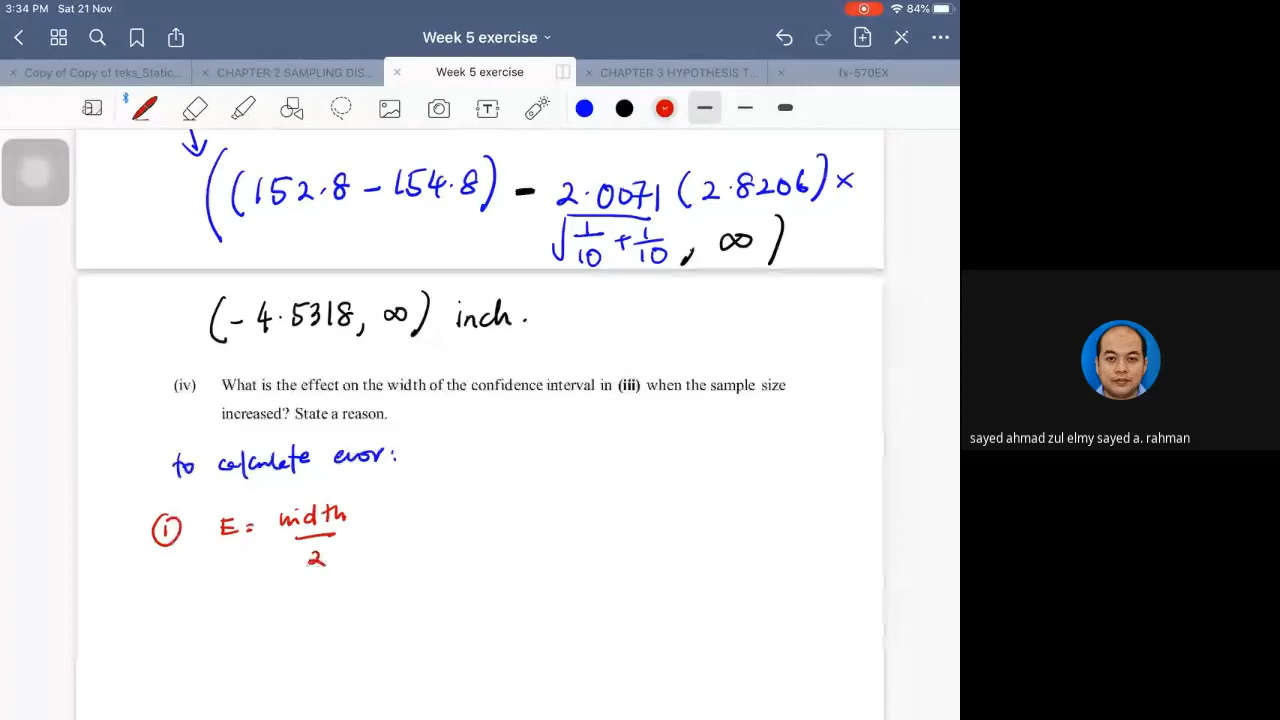 3:34 PM Sat 21 Nov 84%
Week 5 exercise
Copy of Copy of teks_Static,... CHAPTER 2 SAMPLING DIS... Week 5 exercise CHAPTER 3 HYPOTHESIS T... fx-570EX
T
((152.8 - 154.8) - 2.0071 (2.8206) ×
√1/10 + 1/10, ∞)
(-4.5318, ∞) inch.
(iv) What is the effect on the width of the confidence interval in (iii) when the sample size
increased? State a reason.
to calculate error:
① E = width/2
sayed ahmad zul elmy sayed a. rahman